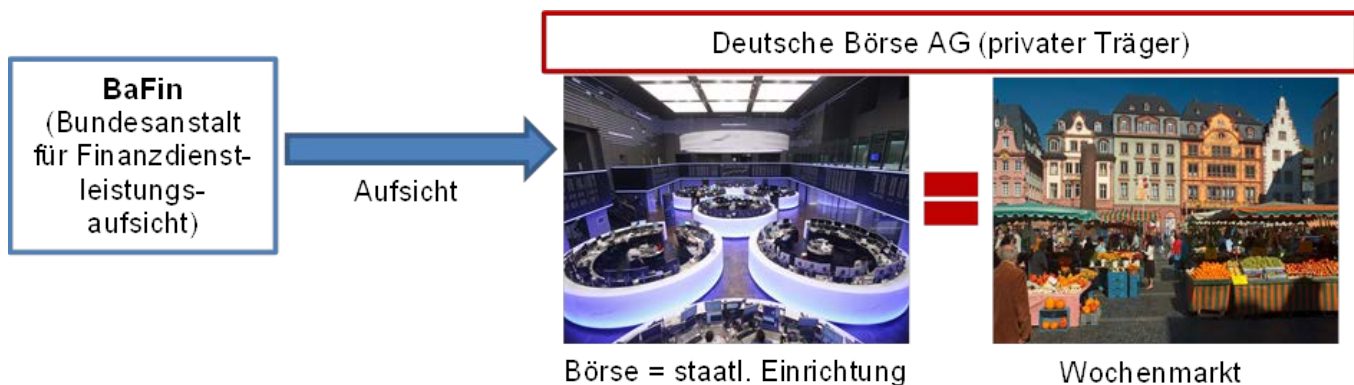 Deutsche Börse AG (privater Träger)
BaFin
(Bundesanstalt
für Finanzdienst-
leistungs-
aufsicht)
Aufsicht
Börse = staatl. Einrichtung
Wochenmarkt